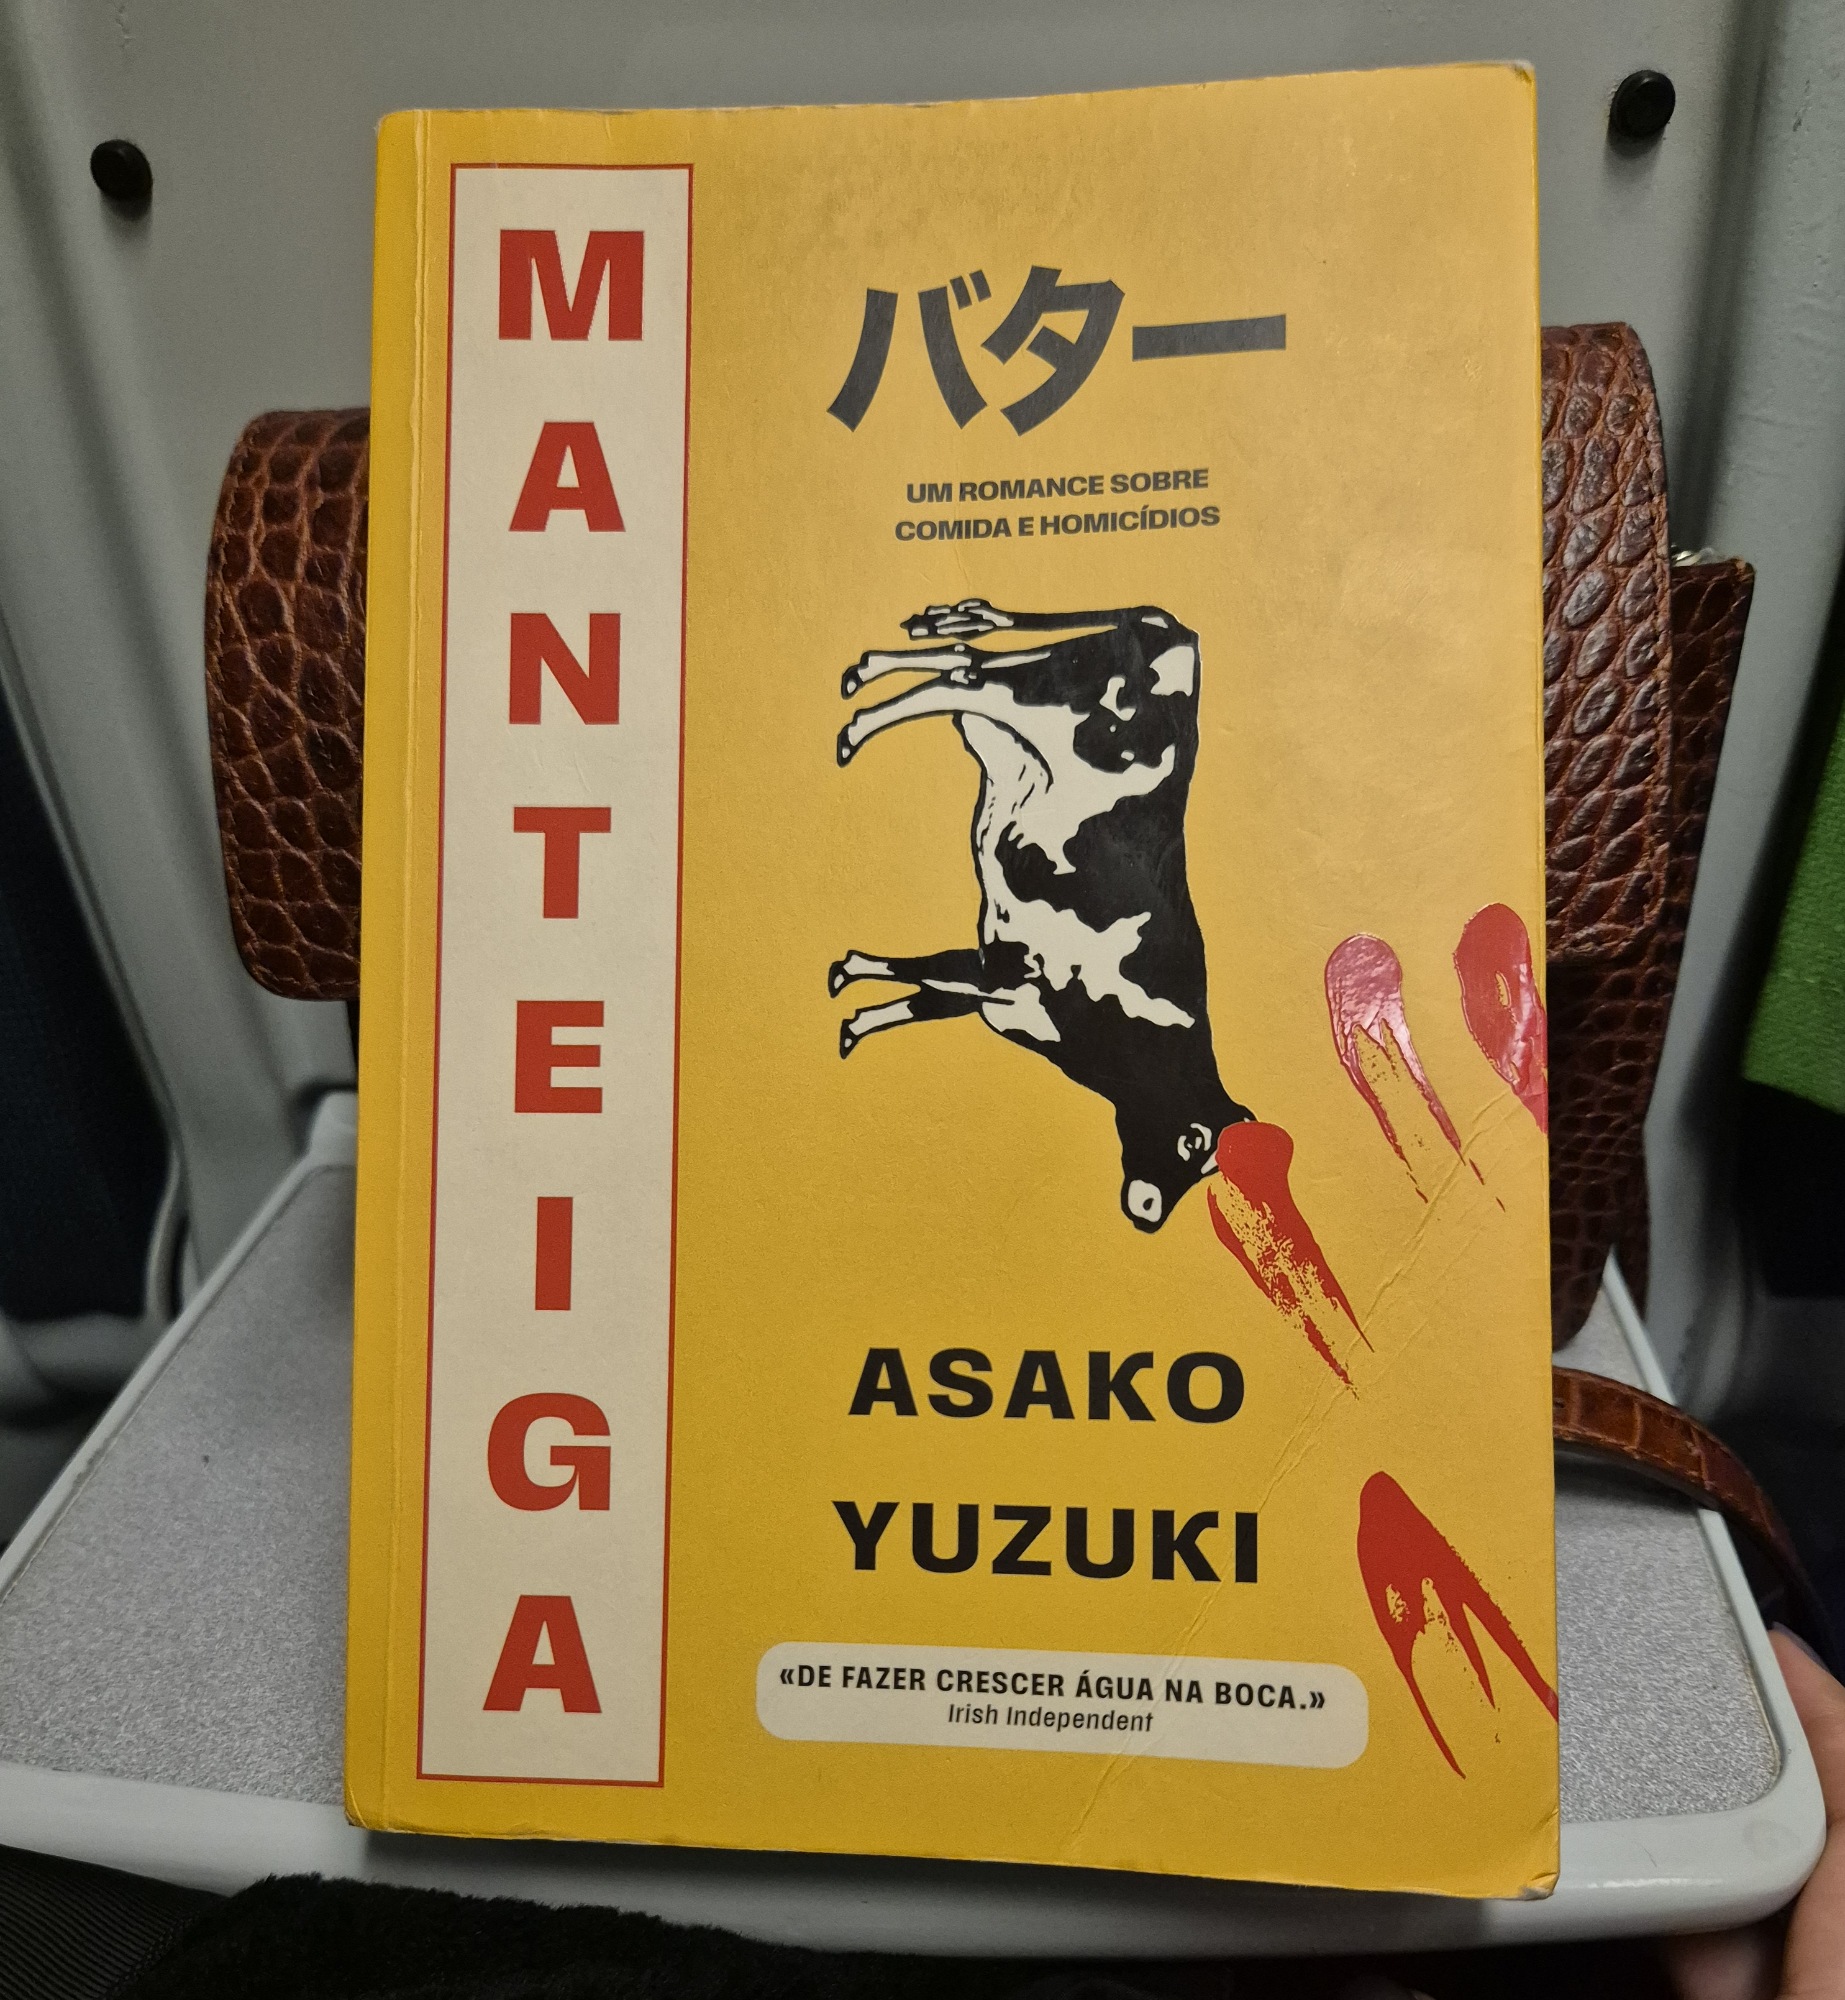 MANTEIGA
バター
UM ROMANCE SOBRE
COMIDA E HOMICÍDIOS
ASAKO
YUZUKI
«DE FAZER CRESCER ÁGUA NA BOCA.»
Irish Independent